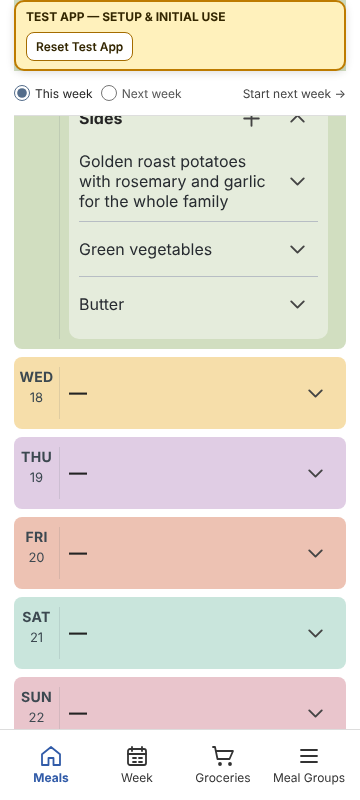 TEST APP — SETUP & INITIAL USE
Reset Test App
This week
Next week
Start next week →
Sides
Golden roast potatoes
with rosemary and garlic
for the whole family
Green vegetables
Butter
WED
18
—
THU
19
—
FRI
20
—
SAT
21
—
SUN
22
—
Meals
Week
Groceries
Meal Groups